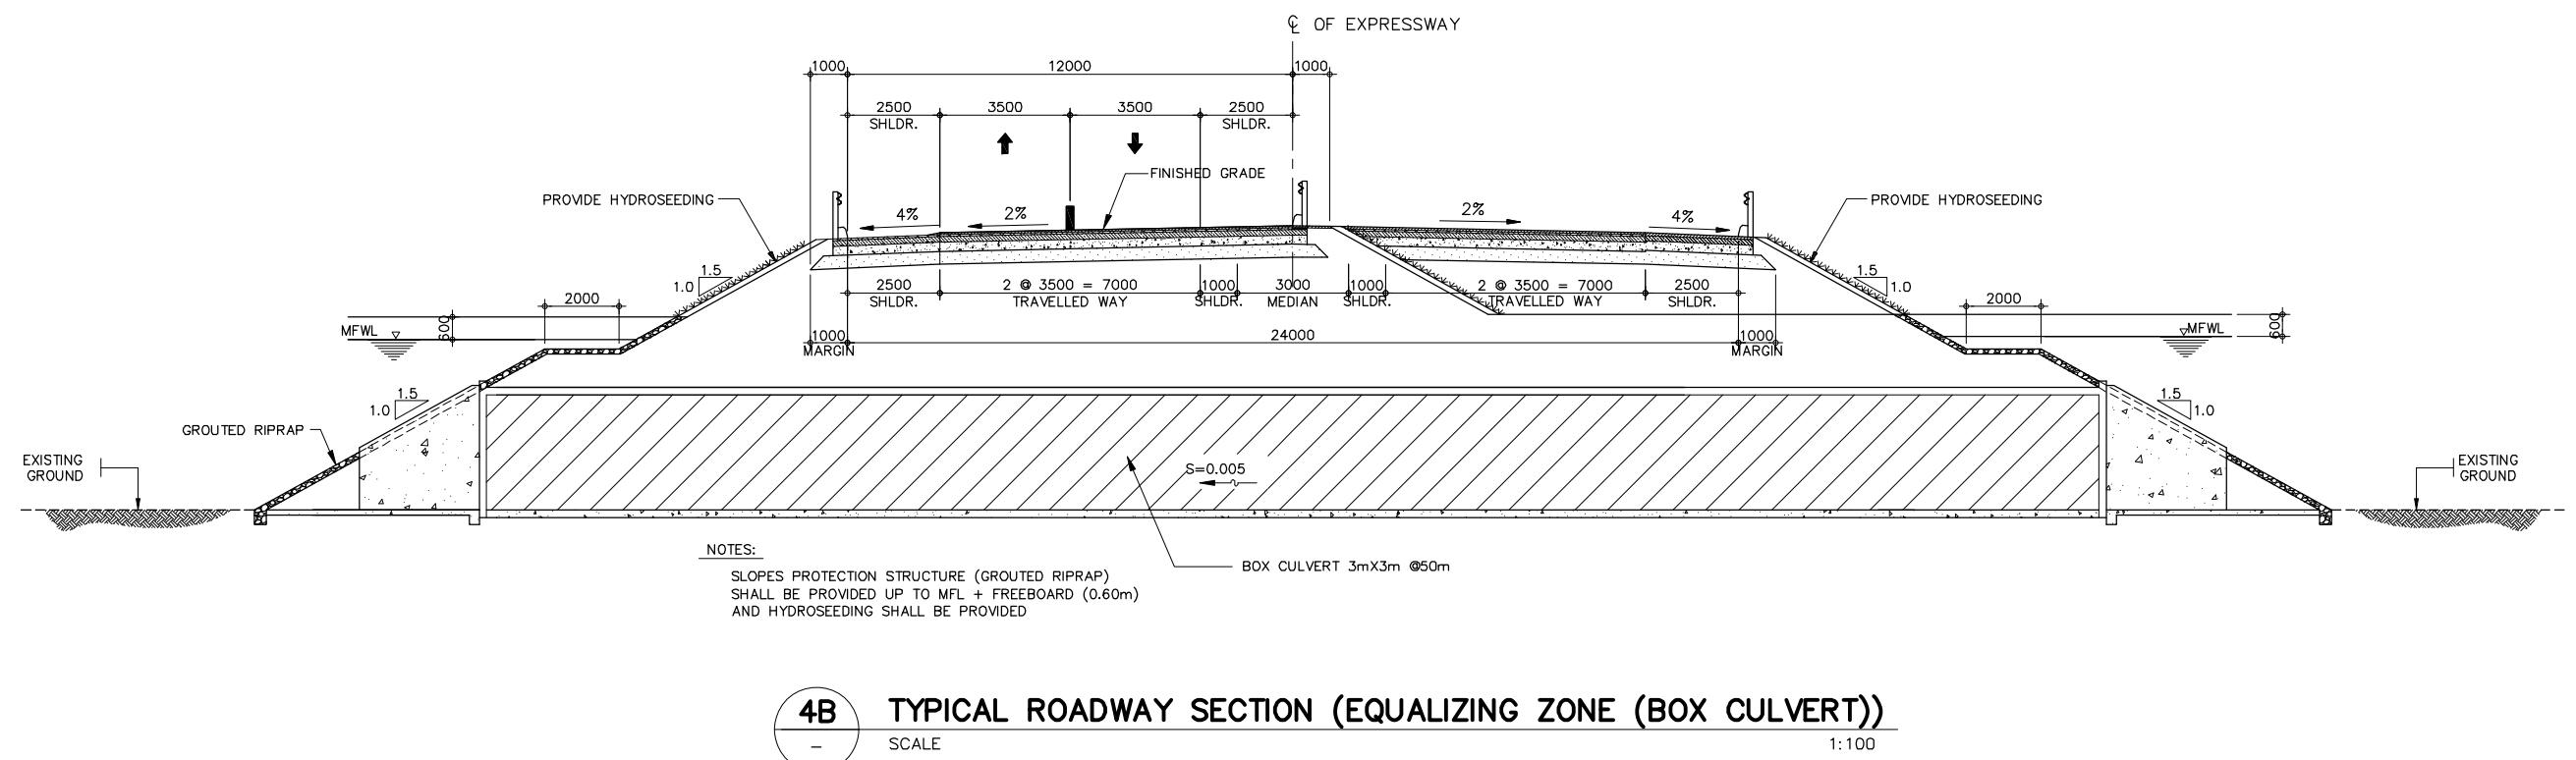 ℄ OF EXPRESSWAY
1000 12000 1000
2500 3500 3500 2500
SHLDR. SHLDR.
FINISHED GRADE
PROVIDE HYDROSEEDING
PROVIDE HYDROSEEDING
4% 2% 2% 4%
1.5
1.0
1.5
1.0
2500 2 @ 3500 = 7000 1000 3000 1000 2 @ 3500 = 7000 2500
SHLDR. TRAVELLED WAY SHLDR. MEDIAN SHLDR. TRAVELLED WAY SHLDR.
2000
2000
600
MFWL
MFWL
600
1000 24000 1000
MARGIN MARGIN
1.5
1.0
1.5
1.0
GROUTED RIPRAP
EXISTING
GROUND
S=0.005
EXISTING
GROUND
NOTES:
SLOPES PROTECTION STRUCTURE (GROUTED RIPRAP)
SHALL BE PROVIDED UP TO MFL + FREEBOARD (0.60m)
AND HYDROSEEDING SHALL BE PROVIDED
BOX CULVERT 3mX3m @50m
4B TYPICAL ROADWAY SECTION (EQUALIZING ZONE (BOX CULVERT))
– SCALE 1:100